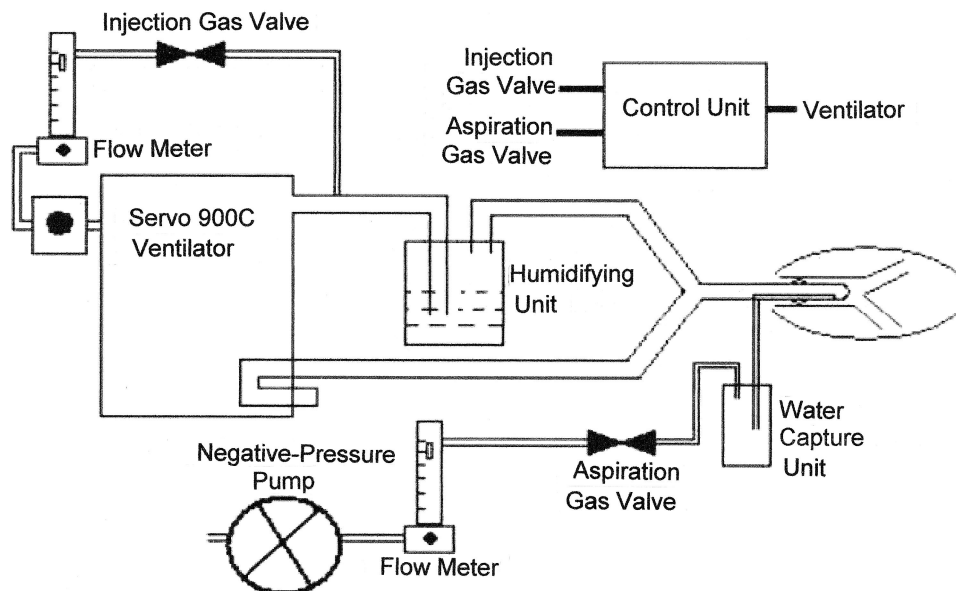 Injection Gas Valve
Flow Meter
Servo 900C
Ventilator
Injection
Gas Valve
Aspiration
Gas Valve
Control Unit
Ventilator
Humidifying
Unit
Water
Capture
Unit
Aspiration
Gas Valve
Negative-Pressure
Pump
Flow Meter